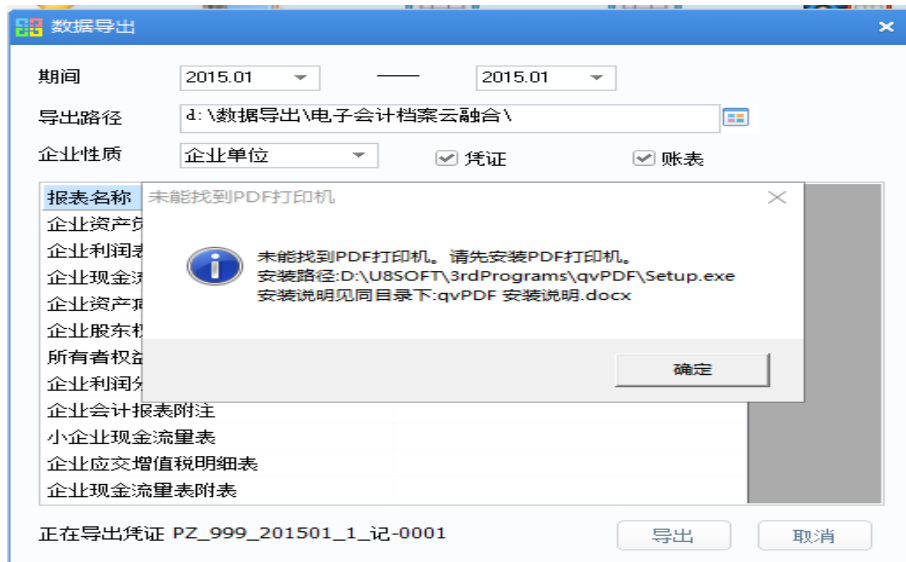 数据导出
期间 2015.01 2015.01
导出路径 d:\数据导出\电子会计档案云融合\
企业性质 企业单位 凭证 账表
报表名称
未能找到PDF打印机
未能找到PDF打印机。请先安装PDF打印机。
安装路径:D:\U8SOFT\3rdPrograms\qvPDF\Setup.exe
安装说明见同目录下:qvPDF 安装说明.docx
确定
企业资产
企业利润表
企业现金
企业资产
企业股东
所有者权益
企业利润
企业会计报表附注
小企业现金流量表
企业应交增值税明细表
企业现金流量表附表
正在导出凭证 PZ_999_201501_1_记-0001
导出 取消